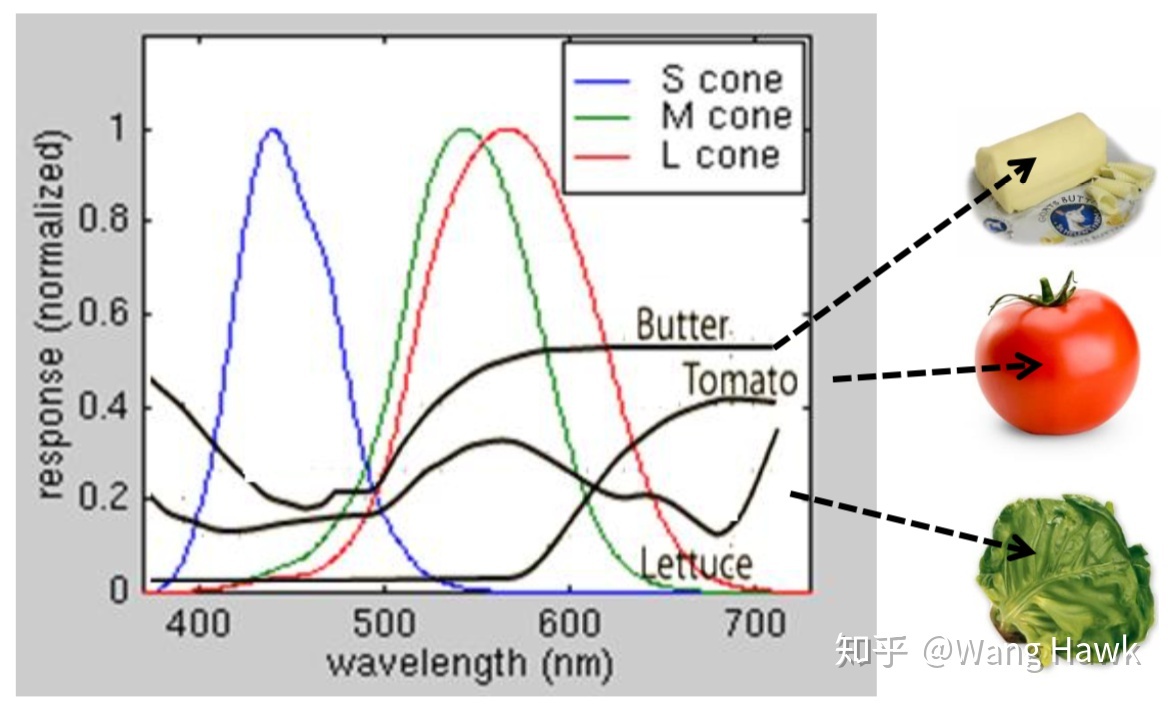 S cone
M cone
L cone
1
0.8
0.6
0.4
0.2
0
response (normalized)
Butter
Tomato
Lettuce
400 500 600 700
wavelength (nm)
知乎 @Wang Hawk